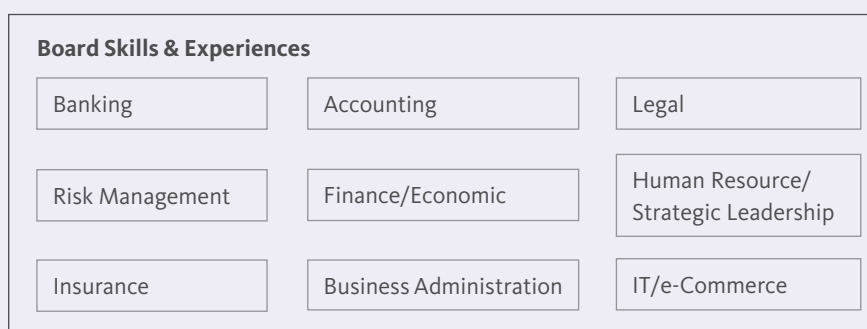 Board Skills & Experiences
Banking
Accounting
Legal
Risk Management
Finance/Economic
Human Resource/
Strategic Leadership
Insurance
Business Administration
IT/e-Commerce